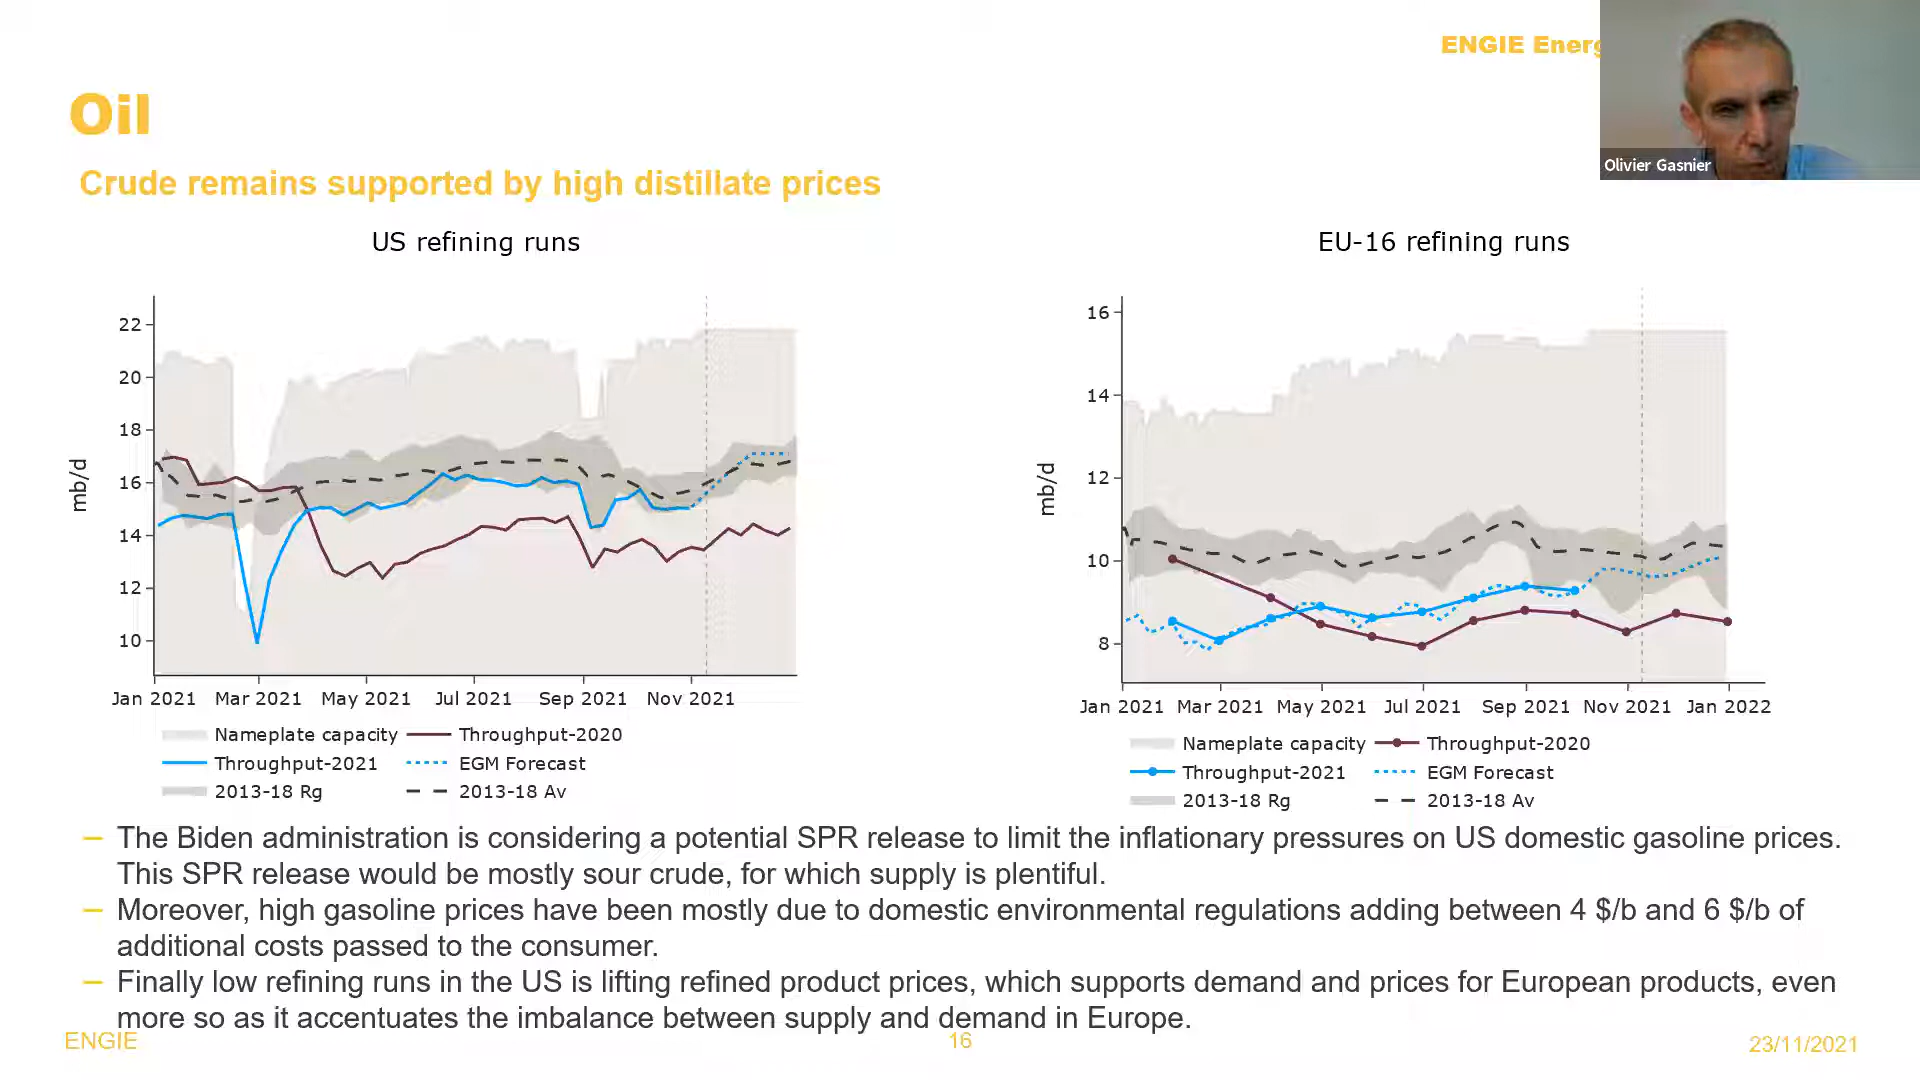 ENGIE Energ
Olivier Gasnier
Oil
Crude remains supported by high distillate prices
US refining runs
mb/d
22
20
18
16
14
12
10
Jan 2021 Mar 2021 May 2021 Jul 2021 Sep 2021 Nov 2021
Nameplate capacity Throughput-2020
Throughput-2021 EGM Forecast
2013-18 Rg 2013-18 Av
EU-16 refining runs
mb/d
16
14
12
10
8
Jan 2021 Mar 2021 May 2021 Jul 2021 Sep 2021 Nov 2021 Jan 2022
Nameplate capacity Throughput-2020
Throughput-2021 EGM Forecast
2013-18 Rg 2013-18 Av
– The Biden administration is considering a potential SPR release to limit the inflationary pressures on US domestic gasoline prices.
This SPR release would be mostly sour crude, for which supply is plentiful.
– Moreover, high gasoline prices have been mostly due to domestic environmental regulations adding between 4 $/b and 6 $/b of
additional costs passed to the consumer.
– Finally low refining runs in the US is lifting refined product prices, which supports demand and prices for European products, even
more so as it accentuates the imbalance between supply and demand in Europe.
ENGIE 16 23/11/2021